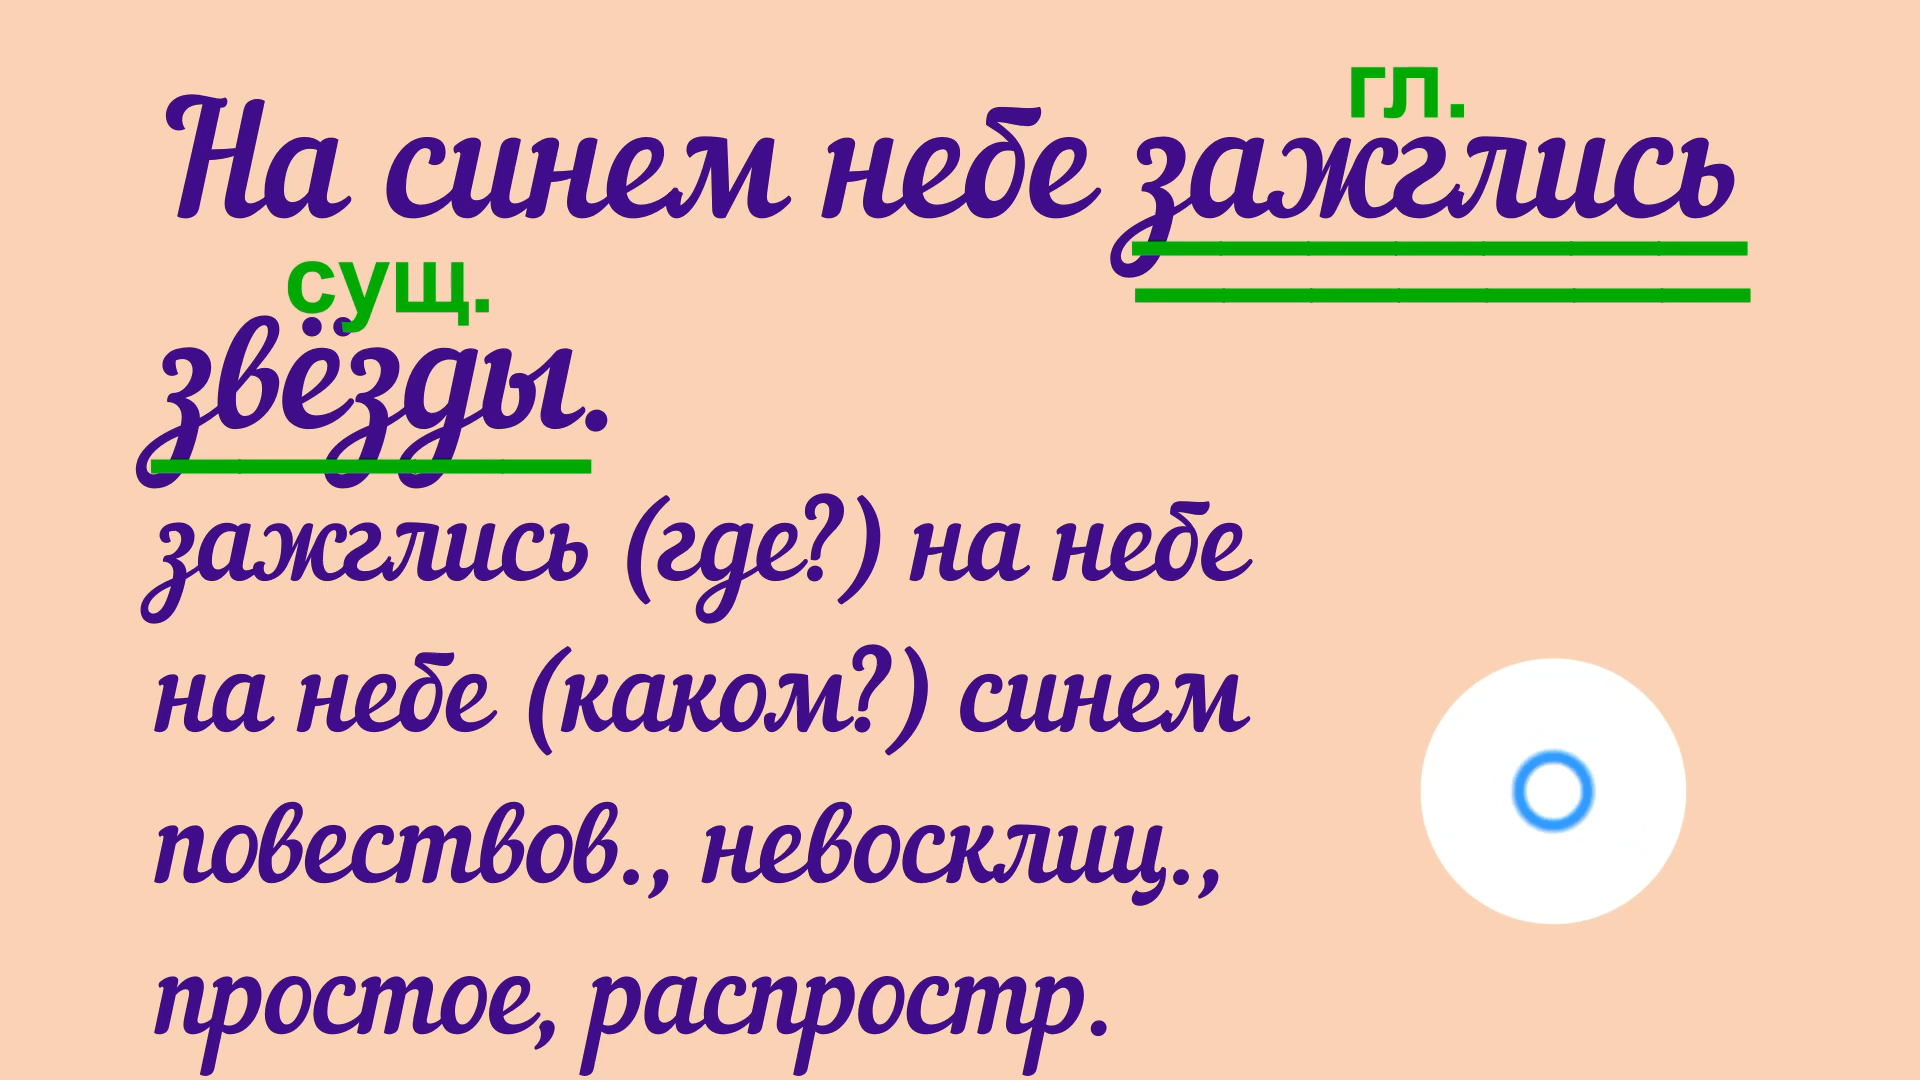 гл.
На синем небе зажглись
сущ.
звёзды.
зажглись (где?) на небе
на небе (каком?) синем
повествов., невосклиц.,
простое, распростр.